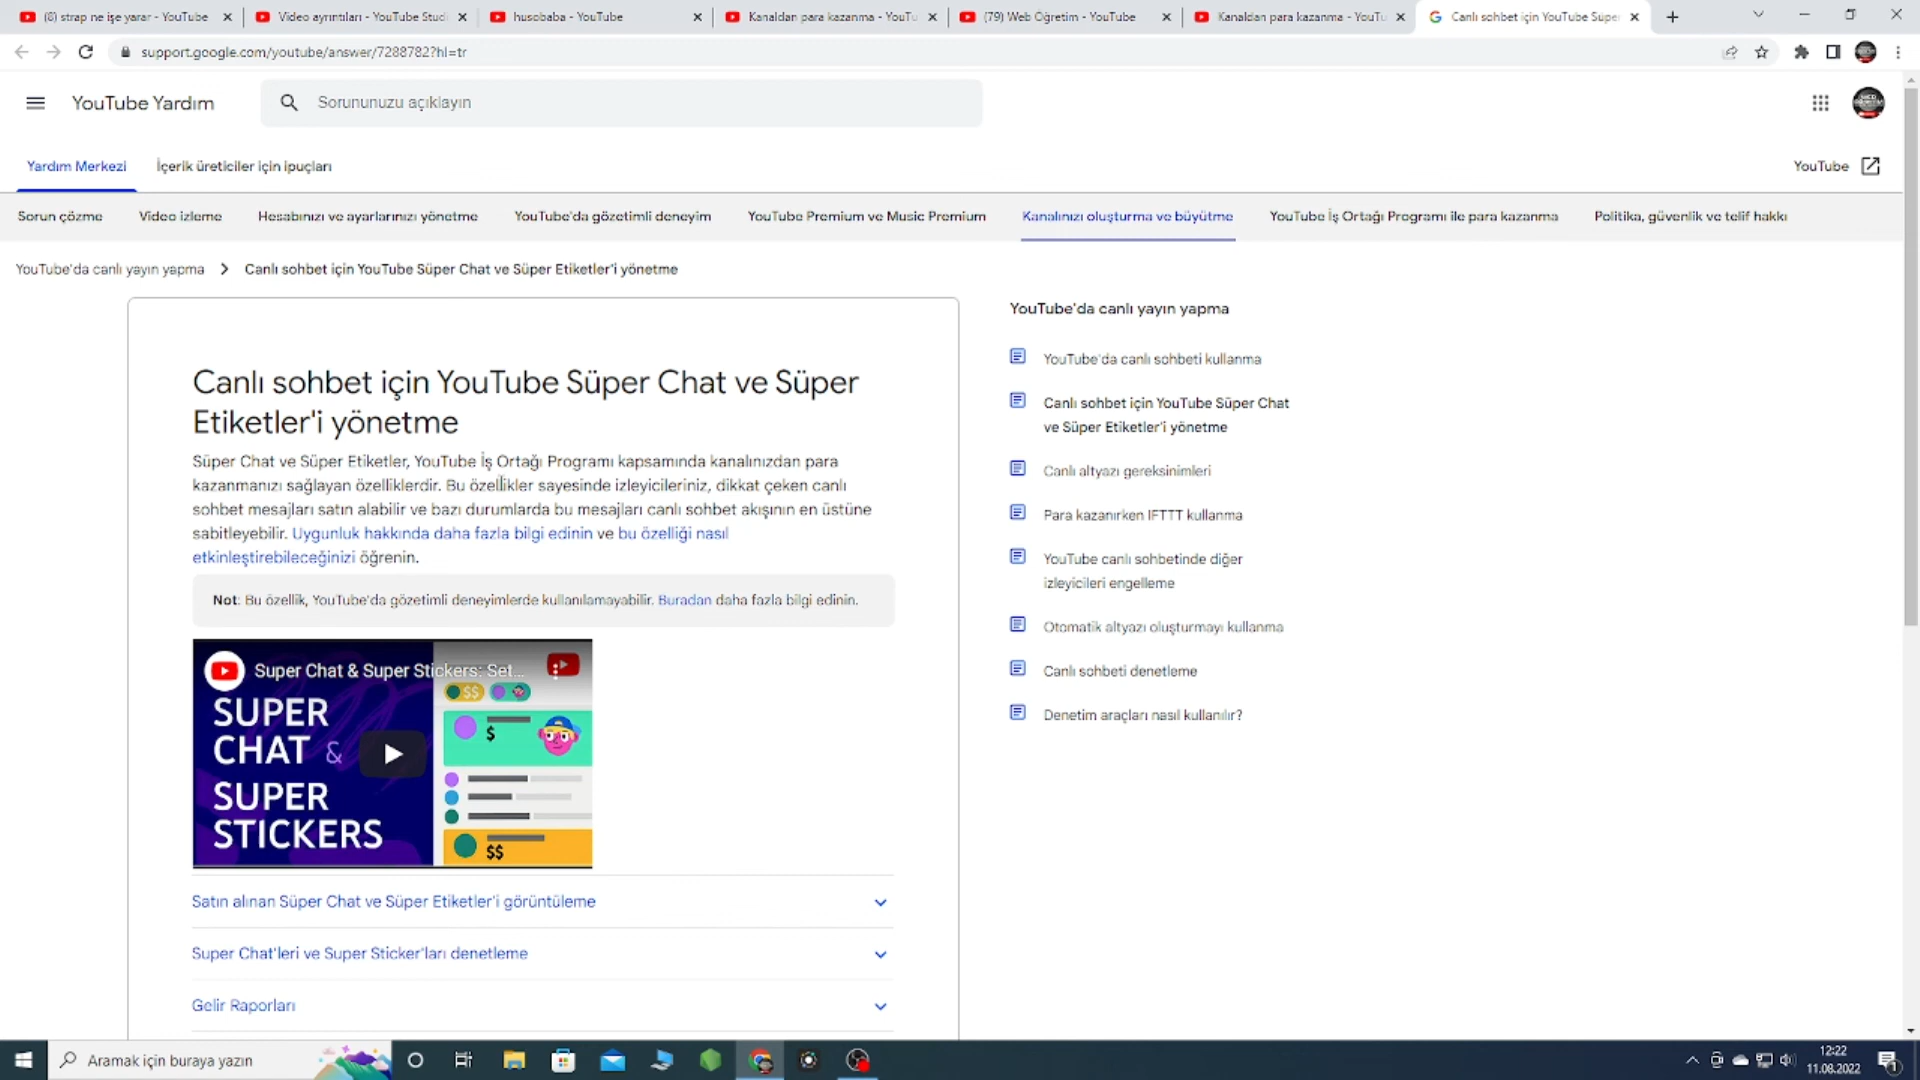 (8) strap ne işe yarar - YouTube
Video ayrıntıları - YouTube Studi
husobaba - YouTube
Kanaldan para kazanma - YouTu
(79) Web Öğretim - YouTube
Kanaldan para kazanma - YouTu
Canlı sohbet için YouTube Süper
support.google.com/youtube/answer/7288782?hl=tr
YouTube Yardım
Sorununuzu açıklayın
Yardım Merkezi
İçerik üreticiler için ipuçları
YouTube
Sorun çözme
Video izleme
Hesabınızı ve ayarlarınızı yönetme
YouTube'da gözetimli deneyim
YouTube Premium ve Music Premium
Kanalınızı oluşturma ve büyütme
YouTube İş Ortağı Programı ile para kazanma
Politika, güvenlik ve telif hakkı
YouTube'da canlı yayın yapma
Canlı sohbet için YouTube Süper Chat ve Süper Etiketler'i yönetme
Canlı sohbet için YouTube Süper Chat ve Süper
Etiketler'i yönetme
Süper Chat ve Süper Etiketler, YouTube İş Ortağı Programı kapsamında kanalınızdan para
kazanmanızı sağlayan özelliklerdir. Bu özellikler sayesinde izleyicileriniz, dikkat çeken canlı
sohbet mesajları satın alabilir ve bazı durumlarda bu mesajları canlı sohbet akışının en üstüne
sabitleyebilir. Uygunluk hakkında daha fazla bilgi edinin ve bu özelliği nasıl
etkinleştirebileceğinizi öğrenin.
Not: Bu özellik, YouTube'da gözetimli deneyimlerde kullanılamayabilir. Buradan daha fazla bilgi edinin.
Super Chat & Super Stickers: Set...
SUPER
CHAT &
SUPER
STICKERS
$$
$
$$
Satın alınan Süper Chat ve Süper Etiketler'i görüntüleme
Super Chat'leri ve Super Sticker'ları denetleme
Gelir Raporları
YouTube'da canlı yayın yapma
YouTube'da canlı sohbeti kullanma
Canlı sohbet için YouTube Süper Chat
ve Süper Etiketler'i yönetme
Canlı altyazı gereksinimleri
Para kazanırken IFTTT kullanma
YouTube canlı sohbetinde diğer
izleyicileri engelleme
Otomatik altyazı oluşturmayı kullanma
Canlı sohbeti denetleme
Denetim araçları nasıl kullanılır?
Aramak için buraya yazın
12:22
11.08.2022
1